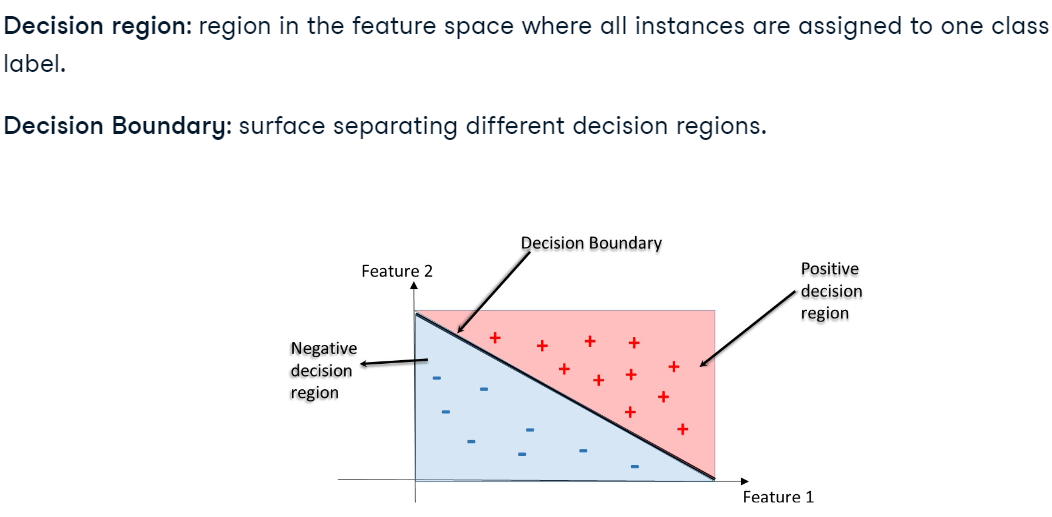 Decision region: region in the feature space where all instances are assigned to one class
label.
Decision Boundary: surface separating different decision regions.
Decision Boundary
Feature 2
Positive
decision
region
Negative
decision
region
Feature 1